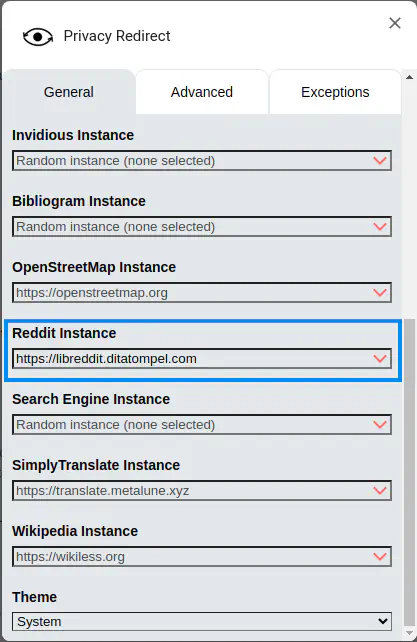 Privacy Redirect
General
Advanced
Exceptions
Invidious Instance
Random instance (none selected)
Bibliogram Instance
Random instance (none selected)
OpenStreetMap Instance
https://openstreetmap.org
Reddit Instance
https://libreddit.ditatompel.com
Search Engine Instance
Random instance (none selected)
SimplyTranslate Instance
https://translate.metalune.xyz
Wikipedia Instance
https://wikiless.org
Theme
System